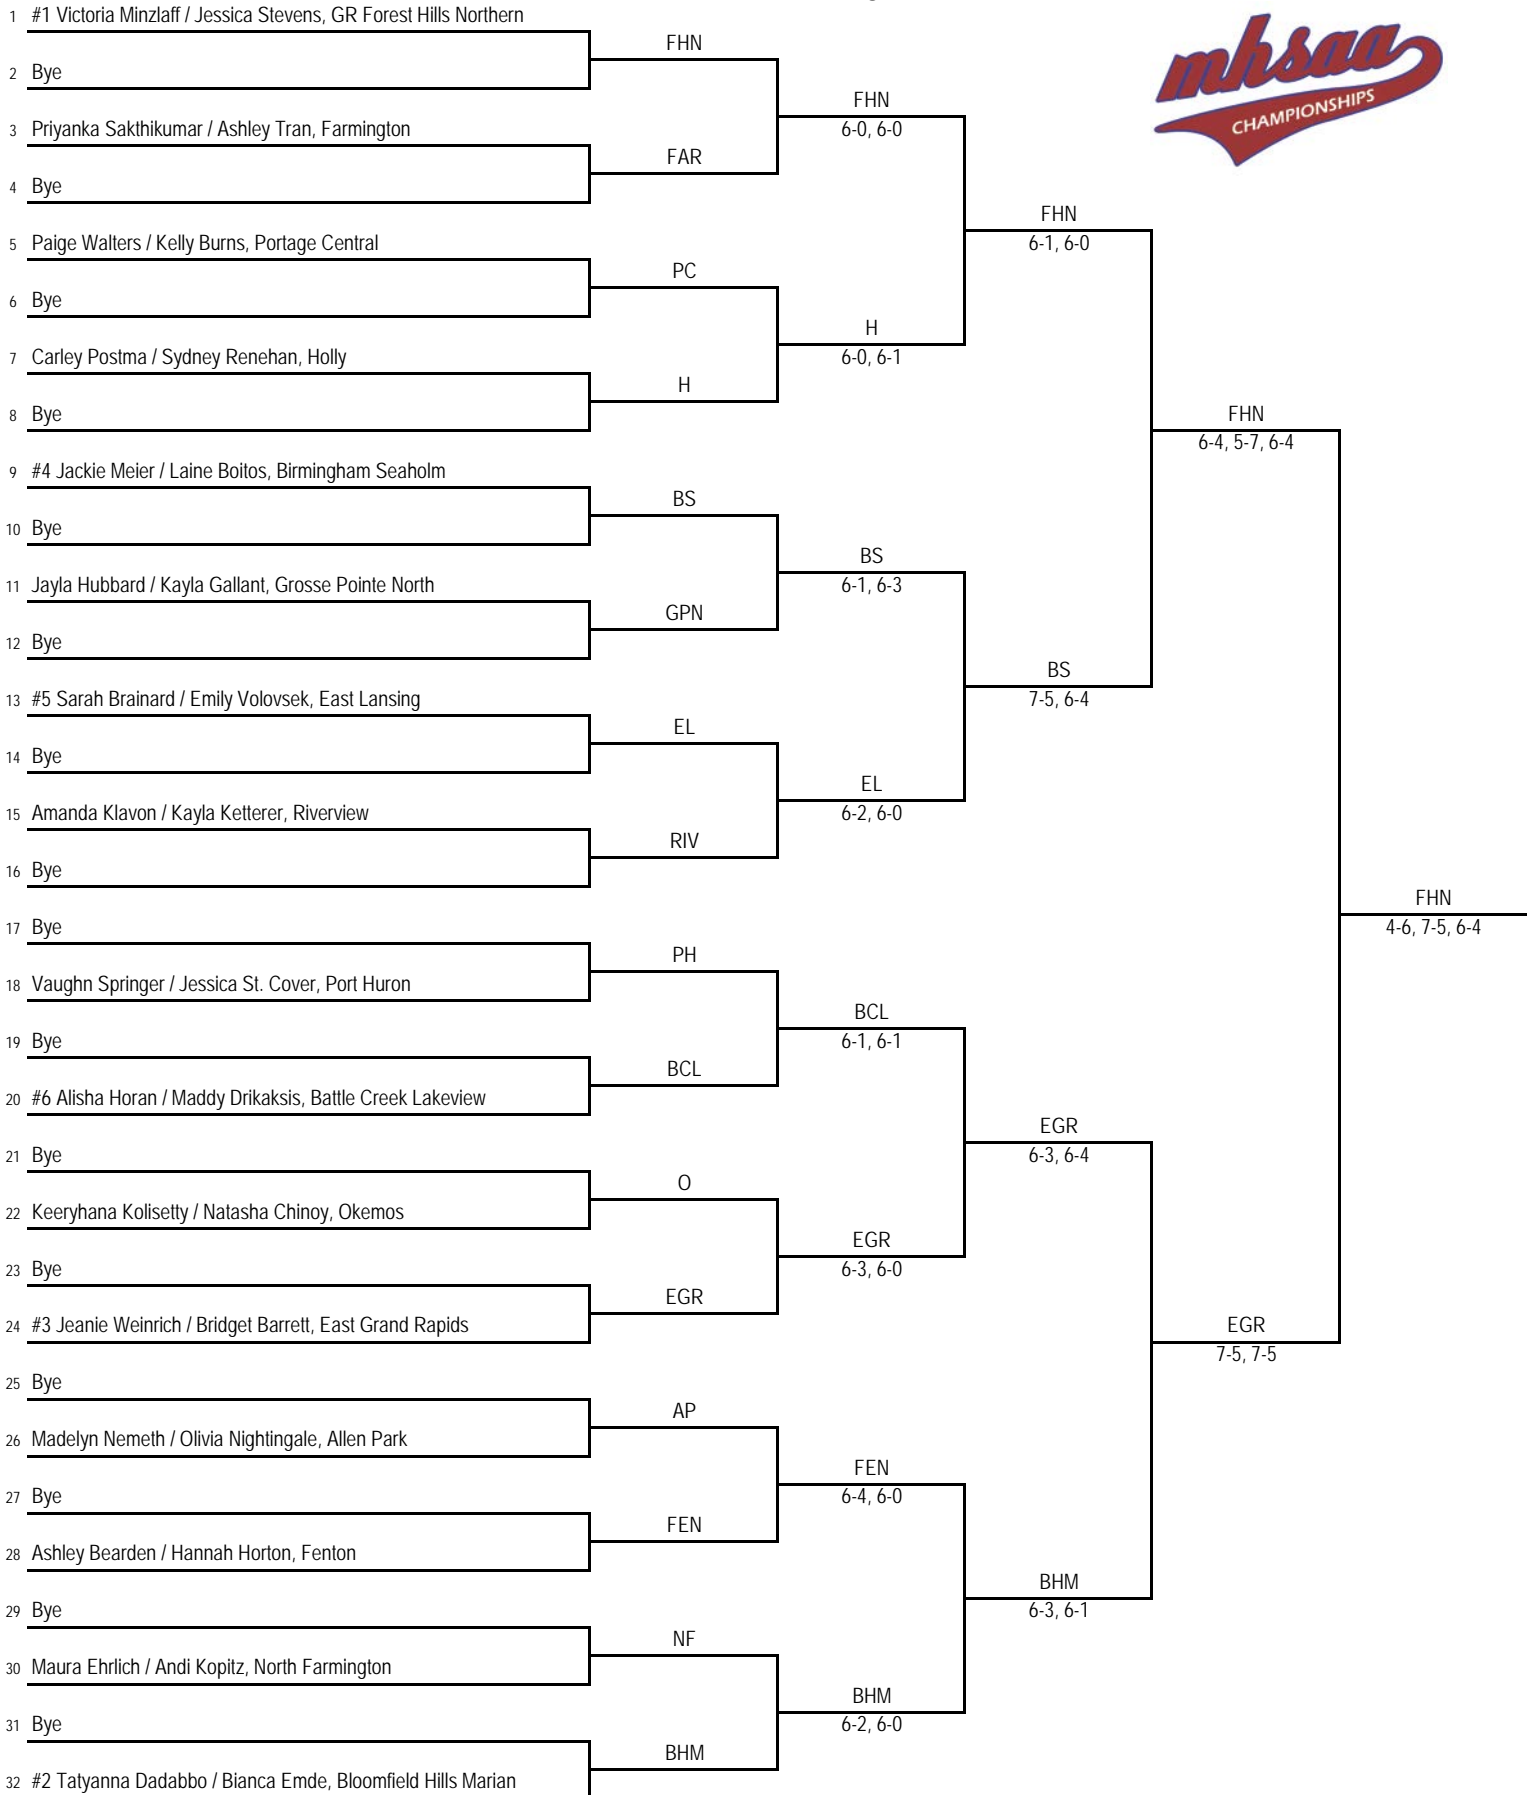 1 #1 Victoria Minzlaff / Jessica Stevens, GR Forest Hills Northern
2 Bye
3 Priyanka Sakthikumar / Ashley Tran, Farmington
4 Bye
5 Paige Walters / Kelly Burns, Portage Central
6 Bye
7 Carley Postma / Sydney Renehan, Holly
8 Bye
9 #4 Jackie Meier / Laine Boitos, Birmingham Seaholm
10 Bye
11 Jayla Hubbard / Kayla Gallant, Grosse Pointe North
12 Bye
13 #5 Sarah Brainard / Emily Volovsek, East Lansing
14 Bye
15 Amanda Klavon / Kayla Ketterer, Riverview
16 Bye
17 Bye
18 Vaughn Springer / Jessica St. Cover, Port Huron
19 Bye
20 #6 Alisha Horan / Maddy Drikaksis, Battle Creek Lakeview
21 Bye
22 Keeryhana Kolisetty / Natasha Chinoy, Okemos
23 Bye
24 #3 Jeanie Weinrich / Bridget Barrett, East Grand Rapids
25 Bye
26 Madelyn Nemeth / Olivia Nightingale, Allen Park
27 Bye
28 Ashley Bearden / Hannah Horton, Fenton
29 Bye
30 Maura Ehrlich / Andi Kopitz, North Farmington
31 Bye
32 #2 Tatyanna Dadabbo / Bianca Emde, Bloomfield Hills Marian
FHN
FAR
PC
H
BS
GPN
EL
RIV
PH
BCL
O
EGR
AP
FEN
NF
BHM
FHN
6-0, 6-0
H
6-0, 6-1
BS
6-1, 6-3
EL
6-2, 6-0
BCL
6-1, 6-1
EGR
6-3, 6-0
FEN
6-4, 6-0
BHM
6-2, 6-0
FHN
6-1, 6-0
BS
7-5, 6-4
EGR
6-3, 6-4
BHM
6-3, 6-1
FHN
6-4, 5-7, 6-4
EGR
7-5, 7-5
FHN
4-6, 7-5, 6-4
mhsaa
CHAMPIONSHIPS